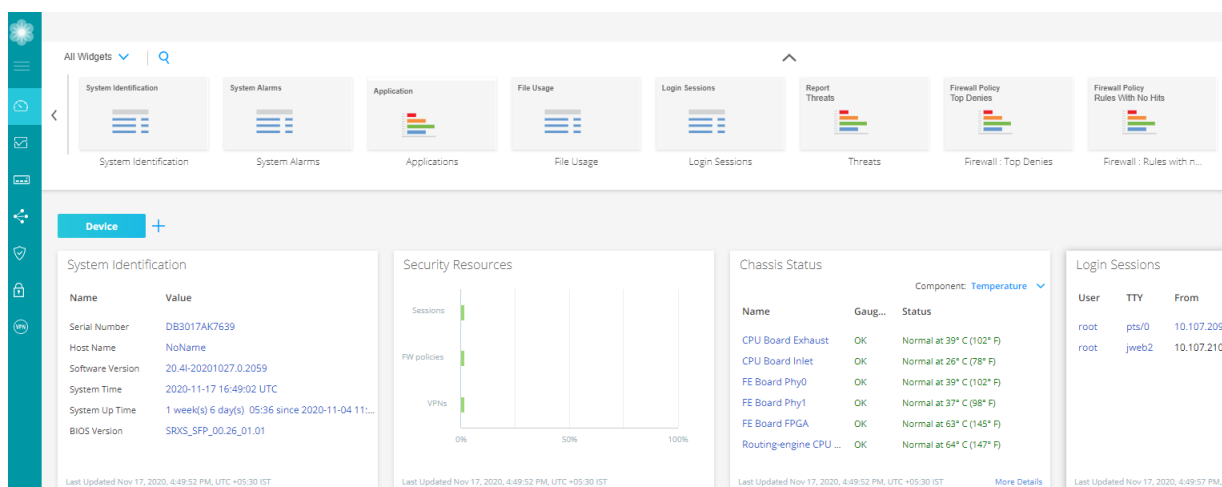 All Widgets
System Identification
System Alarms
Application
File Usage
Login Sessions
Report
Threats
Firewall Policy
Top Denies
Firewall Policy
Rules With No Hits
System Identification
System Alarms
Applications
File Usage
Login Sessions
Threats
Firewall : Top Denies
Firewall : Rules with n...
VPN
Device
System Identification
Name Value
Serial Number DB3017AK7639
Host Name NoName
Software Version 20.4I-20201027.0.2059
System Time 2020-11-17 16:49:02 UTC
System Up Time 1 week(s) 6 day(s) 05:36 since 2020-11-04 11:...
BIOS Version SRXS_SFP_00.26_01.01
Last Updated Nov 17, 2020, 4:49:52 PM, UTC +05:30 IST
Security Resources
Sessions
FW policies
VPNs
0% 50% 100%
Last Updated Nov 17, 2020, 4:49:52 PM, UTC +05:30 IST
Chassis Status
Component: Temperature
Name Gaug... Status
CPU Board Exhaust OK Normal at 39° C (102° F)
CPU Board Inlet OK Normal at 26° C (78° F)
FE Board Phy0 OK Normal at 39° C (102° F)
FE Board Phy1 OK Normal at 37° C (98° F)
FE Board FPGA OK Normal at 63° C (145° F)
Routing-engine CPU ... OK Normal at 64° C (147° F)
Last Updated Nov 17, 2020, 4:49:52 PM, UTC +05:30 IST More Details
Login Sessions
User TTY From
root pts/0 10.107.209
root jweb2 10.107.210
Last Updated Nov 17, 2020, 4:49:57 PM,